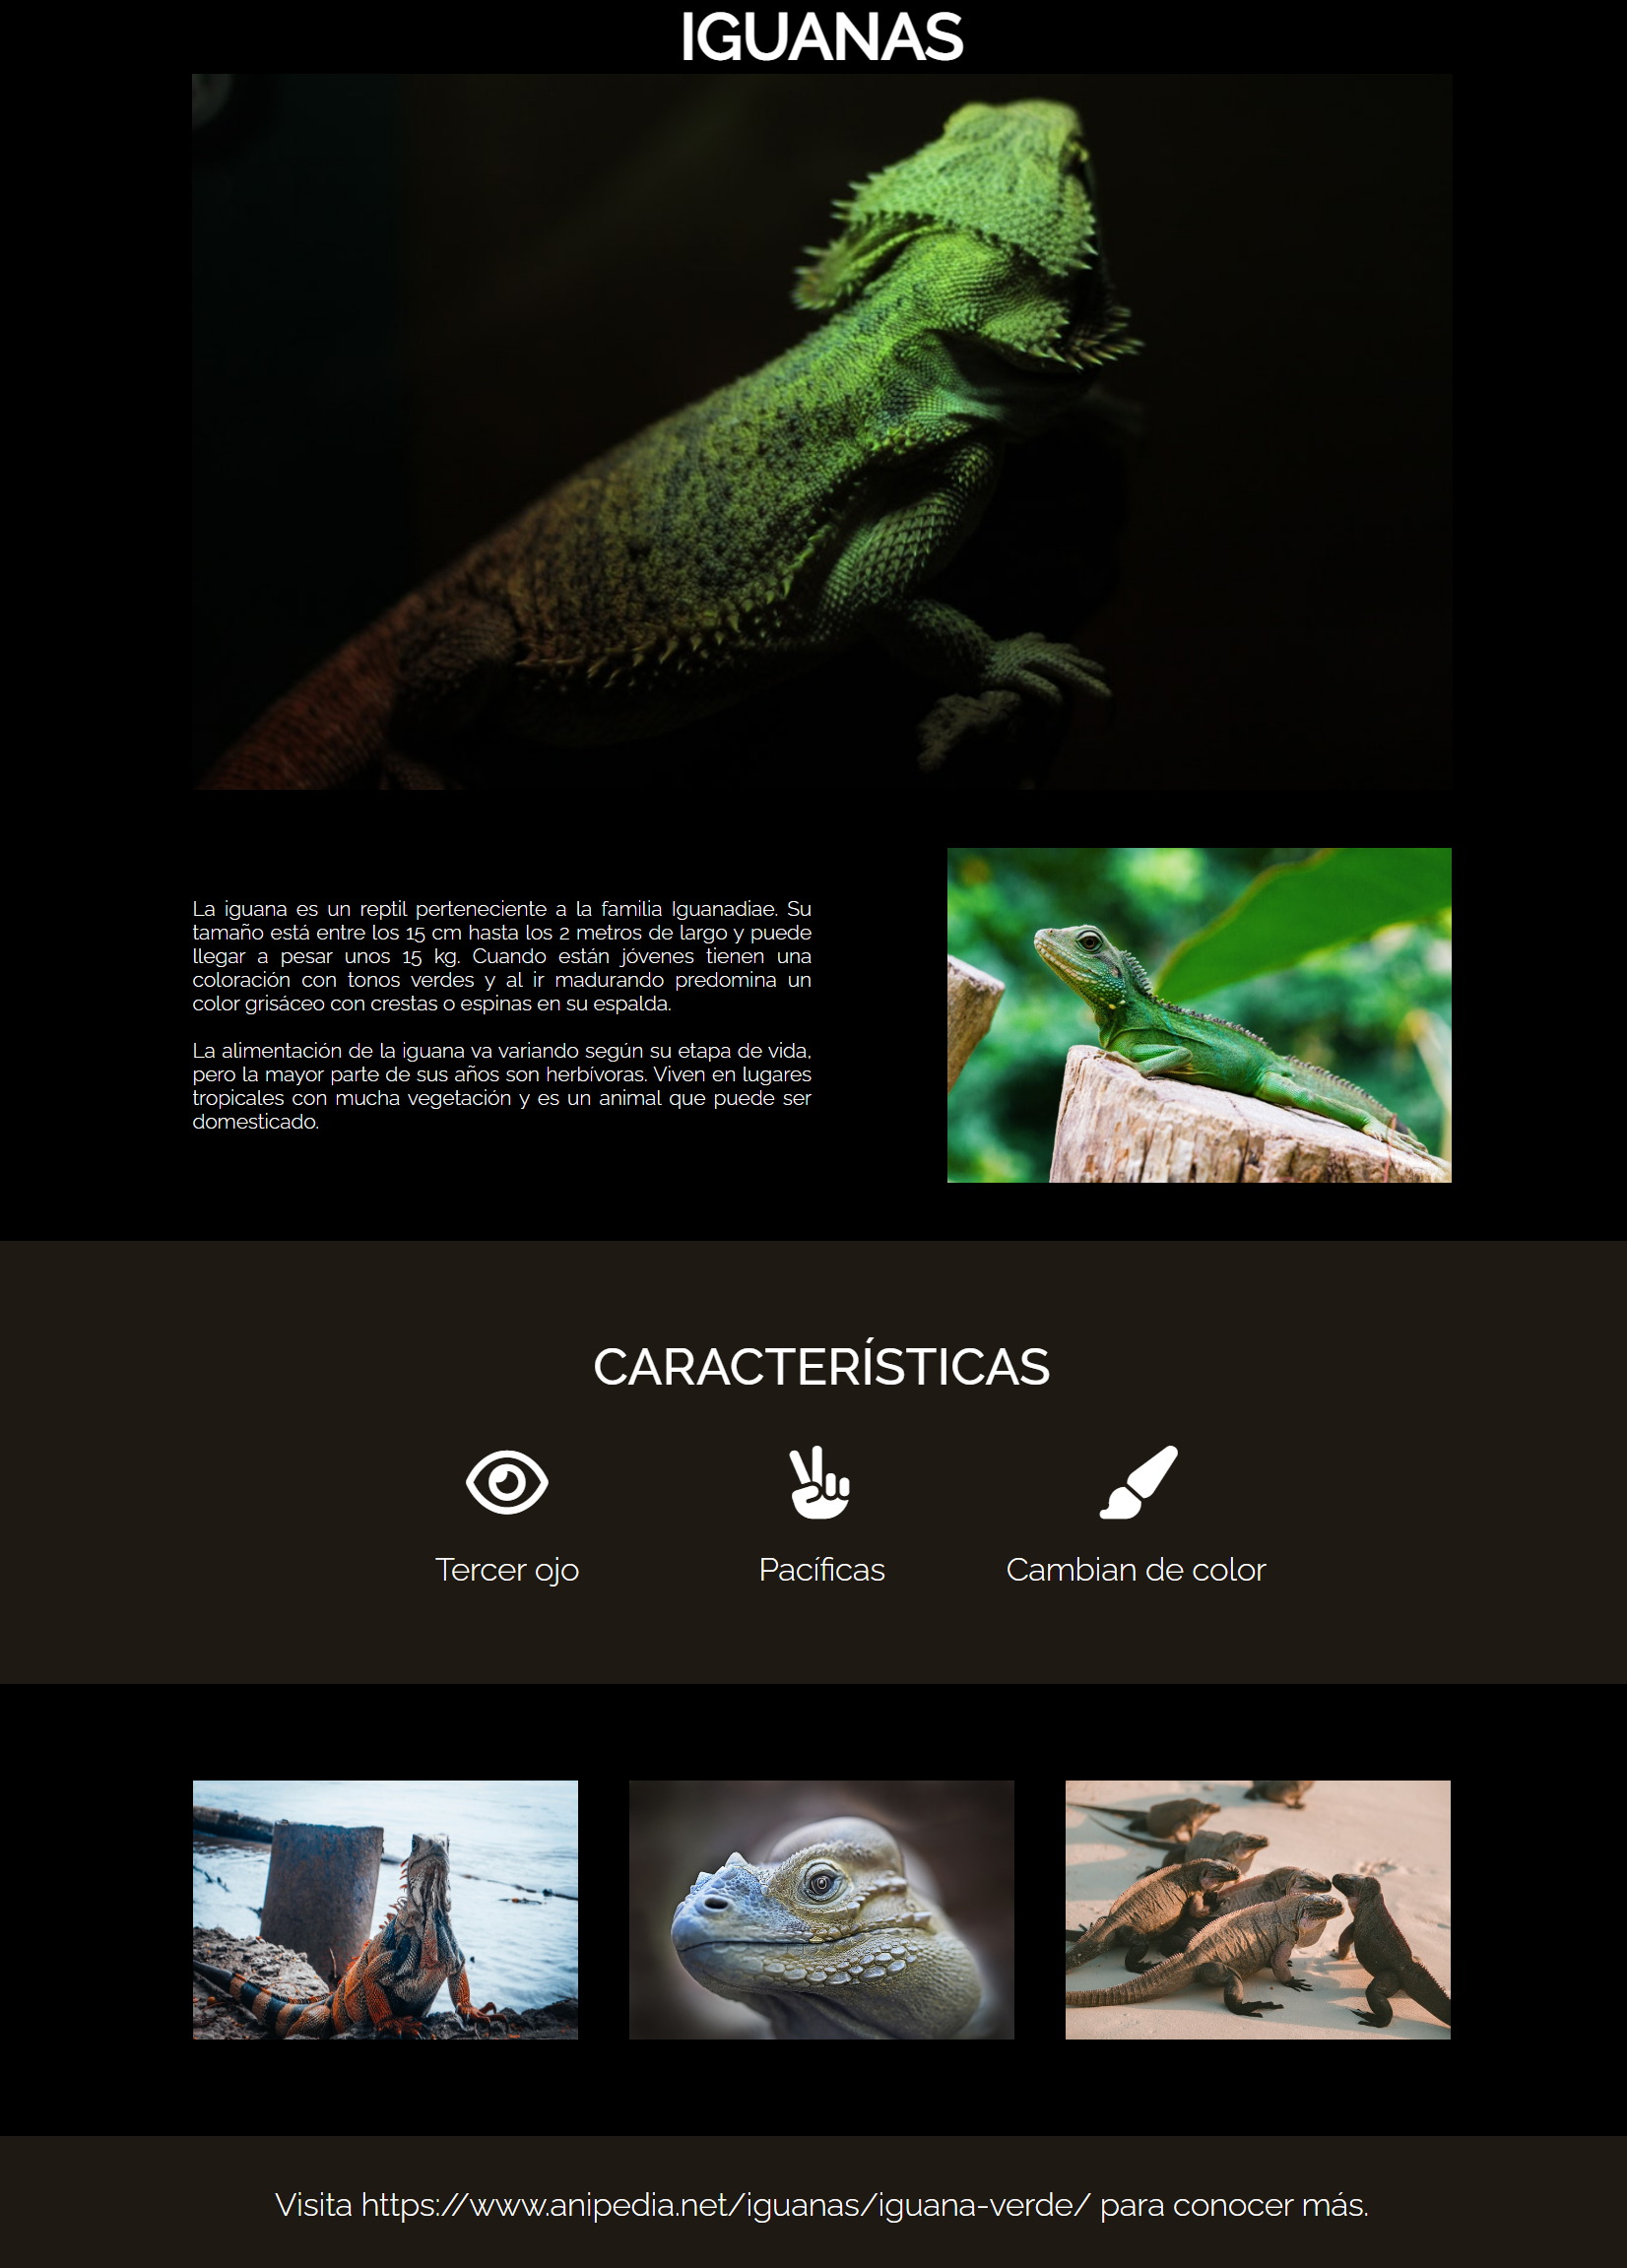 IGUANAS
La iguana es un reptil perteneciente a la familia Iguanadiae. Su
tamaño está entre los 15 cm hasta los 2 metros de largo y puede
llegar a pesar unos 15 kg. Cuando están jóvenes tienen una
coloración con tonos verdes y al ir madurando predomina un
color grisáceo con crestas o espinas en su espalda.
La alimentación de la iguana va variando según su etapa de vida,
pero la mayor parte de sus años son herbívoras. Viven en lugares
tropicales con mucha vegetación y es un animal que puede ser
domesticado.
CARACTERÍSTICAS
Tercer ojo
Pacíficas
Cambian de color
Visita https://www.anipedia.net/iguanas/iguana-verde/ para conocer más.